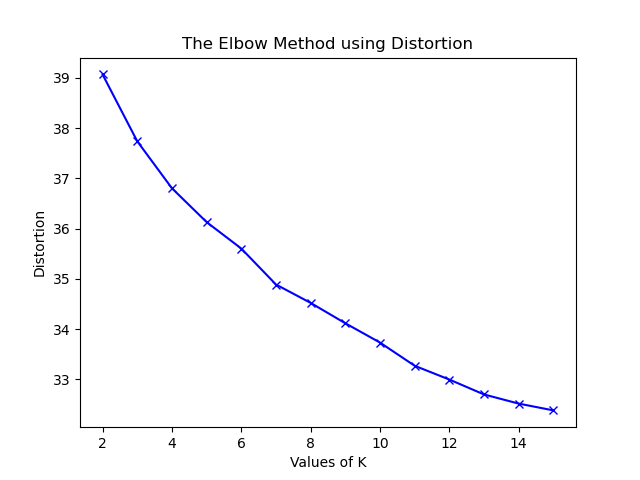 The Elbow Method using Distortion
39
38
37
36
35
34
33
Distortion
2 4 6 8 10 12 14
Values of K